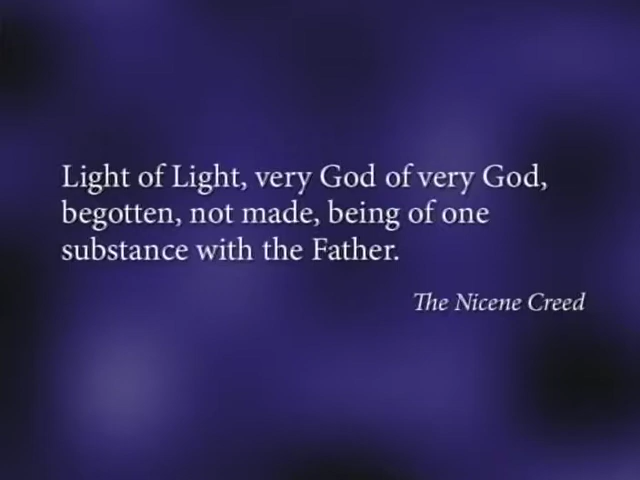 Light of Light, very God of very God,
begotten, not made, being of one
substance with the Father.
The Nicene Creed